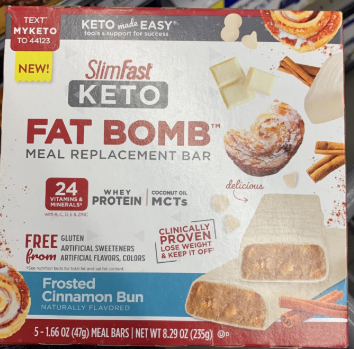 TEXT*
MYKETO
TO 44123
KETO made EASY®
tools & support for success
NEW!
SlimFast
KETO
FAT BOMB™
MEAL REPLACEMENT BAR
delicious
24
VITAMINS &
MINERALS*
WHEY
PROTEIN
COCONUT OIL
MCTs
FREE from
GLUTEN
ARTIFICIAL SWEETENERS
ARTIFICIAL FLAVORS, COLORS
CLINICALLY
PROVEN
LOSE WEIGHT
& KEEP IT OFF
Frosted
Cinnamon Bun
NATURALLY FLAVORED
5 - 1.66 OZ (47g) MEAL BARS | NET WT 8.29 OZ (235g)